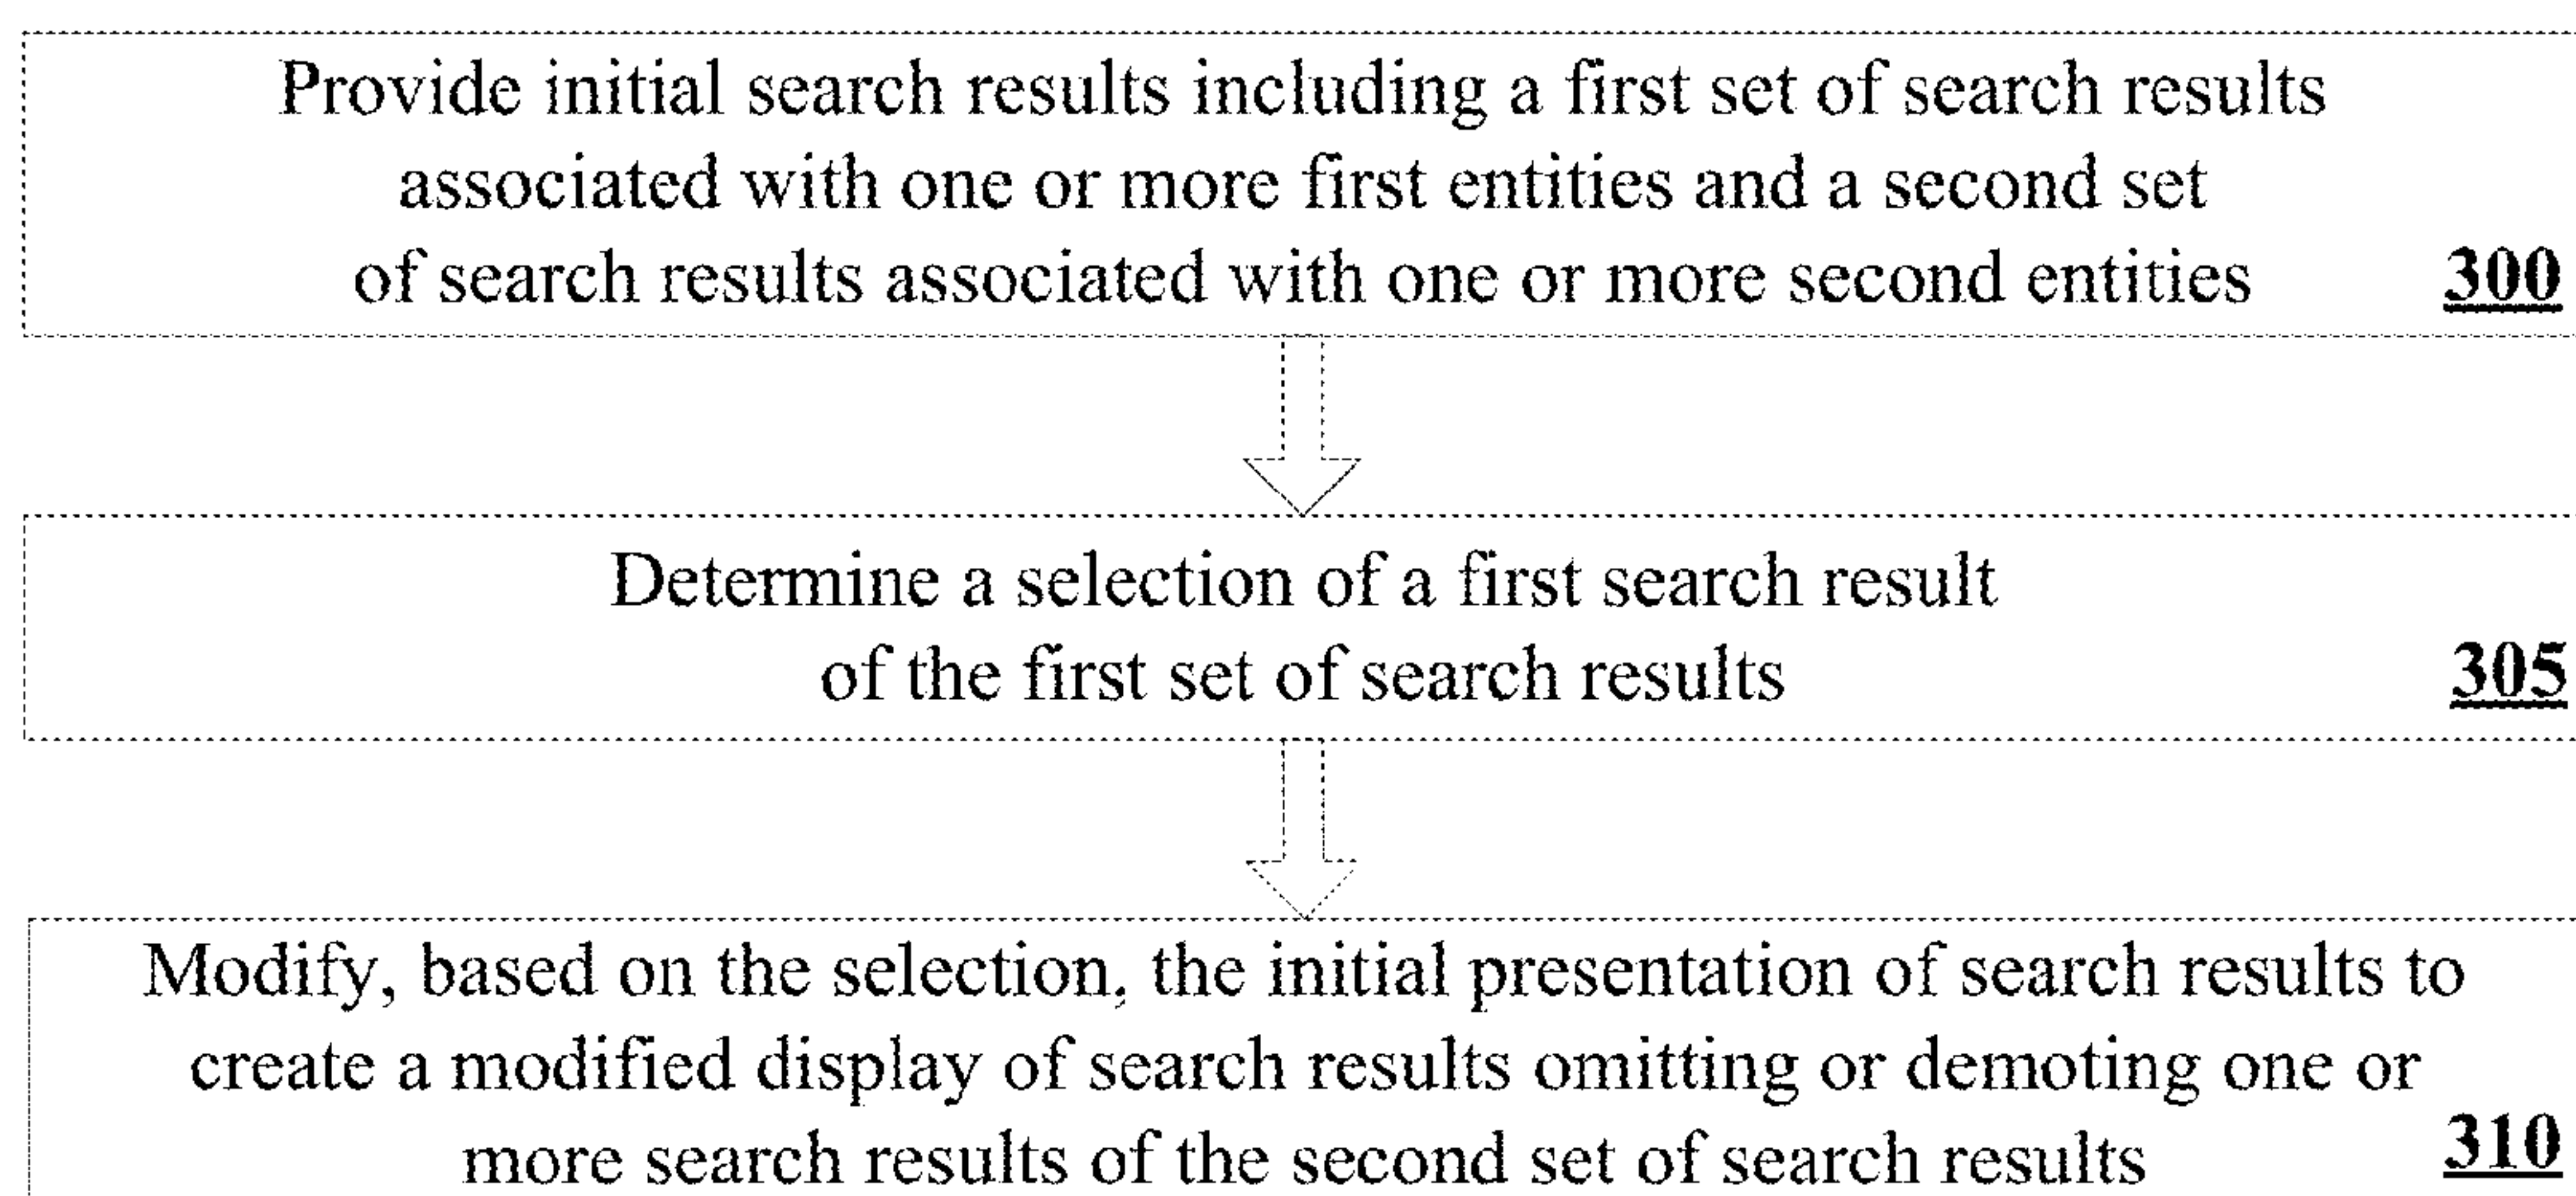 Provide initial search results including a first set of search results
associated with one or more first entities and a second set
of search results associated with one or more second entities 300
Determine a selection of a first search result
of the first set of search results 305
Modify, based on the selection, the initial presentation of search results to
create a modified display of search results omitting or demoting one or
more search results of the second set of search results 310